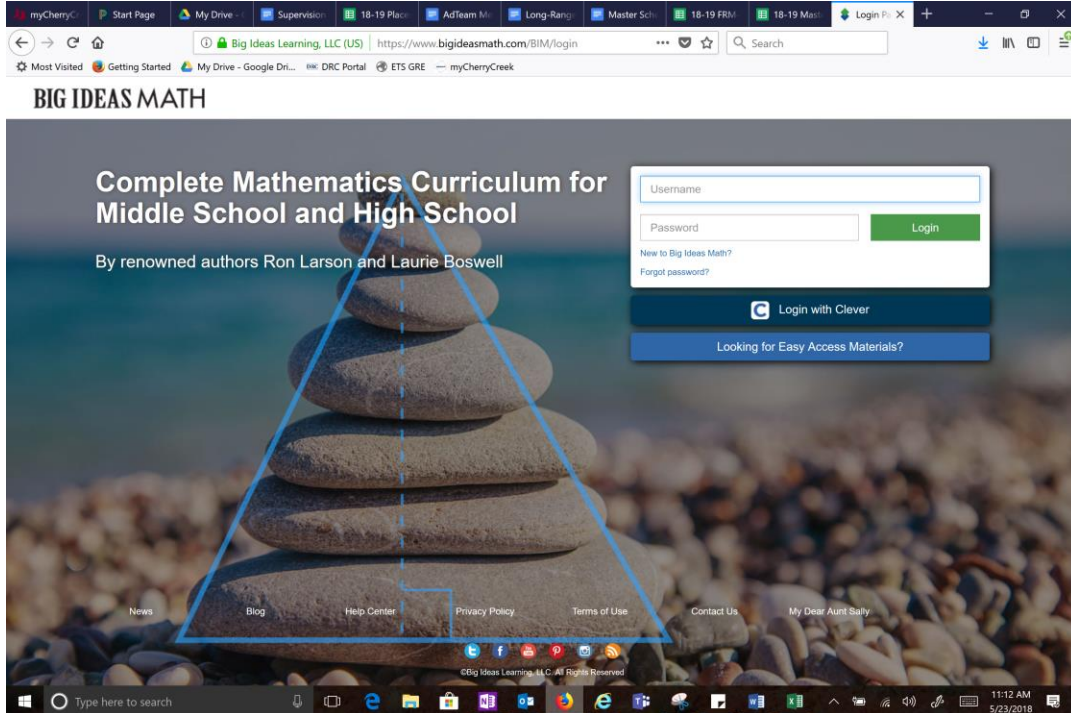 myCherryCr
Start Page
My Drive -
Supervision
18-19 Place
AdTeam Me
Long-Range
Master Sche
18-19 FRM-
18-19 Maste
Login Pa
Big Ideas Learning, LLC (US)
https://www.bigideasmath.com/BIM/login
Search
Most Visited
Getting Started
My Drive - Google Dri...
DRC Portal
ETS GRE
myCherryCreek
BIG IDEAS MATH
Complete Mathematics Curriculum for
Middle School and High School
By renowned authors Ron Larson and Laurie Boswell
Username
Password
Login
New to Big Ideas Math?
Forgot password?
Login with Clever
Looking for Easy Access Materials?
News
Blog
Help Center
Privacy Policy
Terms of Use
Contact Us
My Dear Aunt Sally
©Big Ideas Learning, LLC. All Rights Reserved
Type here to search
11:12 AM
5/23/2018